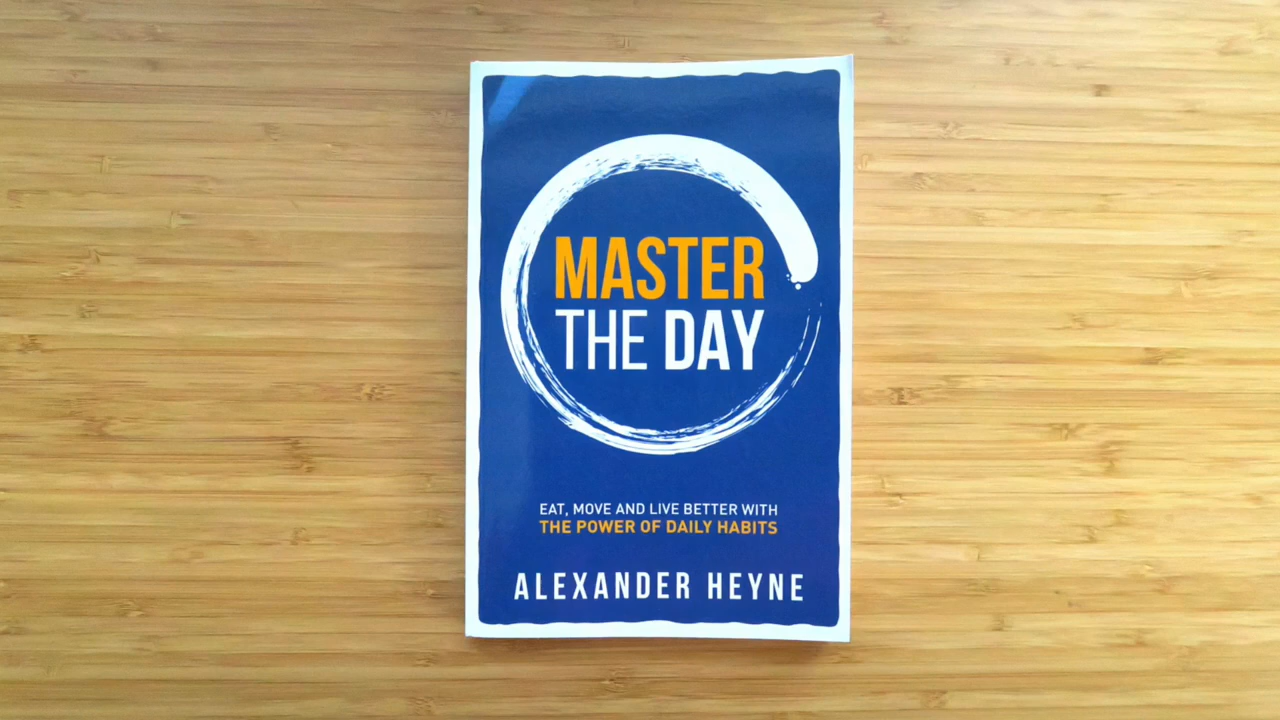 MASTER
THE DAY
EAT, MOVE AND LIVE BETTER WITH
THE POWER OF DAILY HABITS
ALEXANDER HEYNE